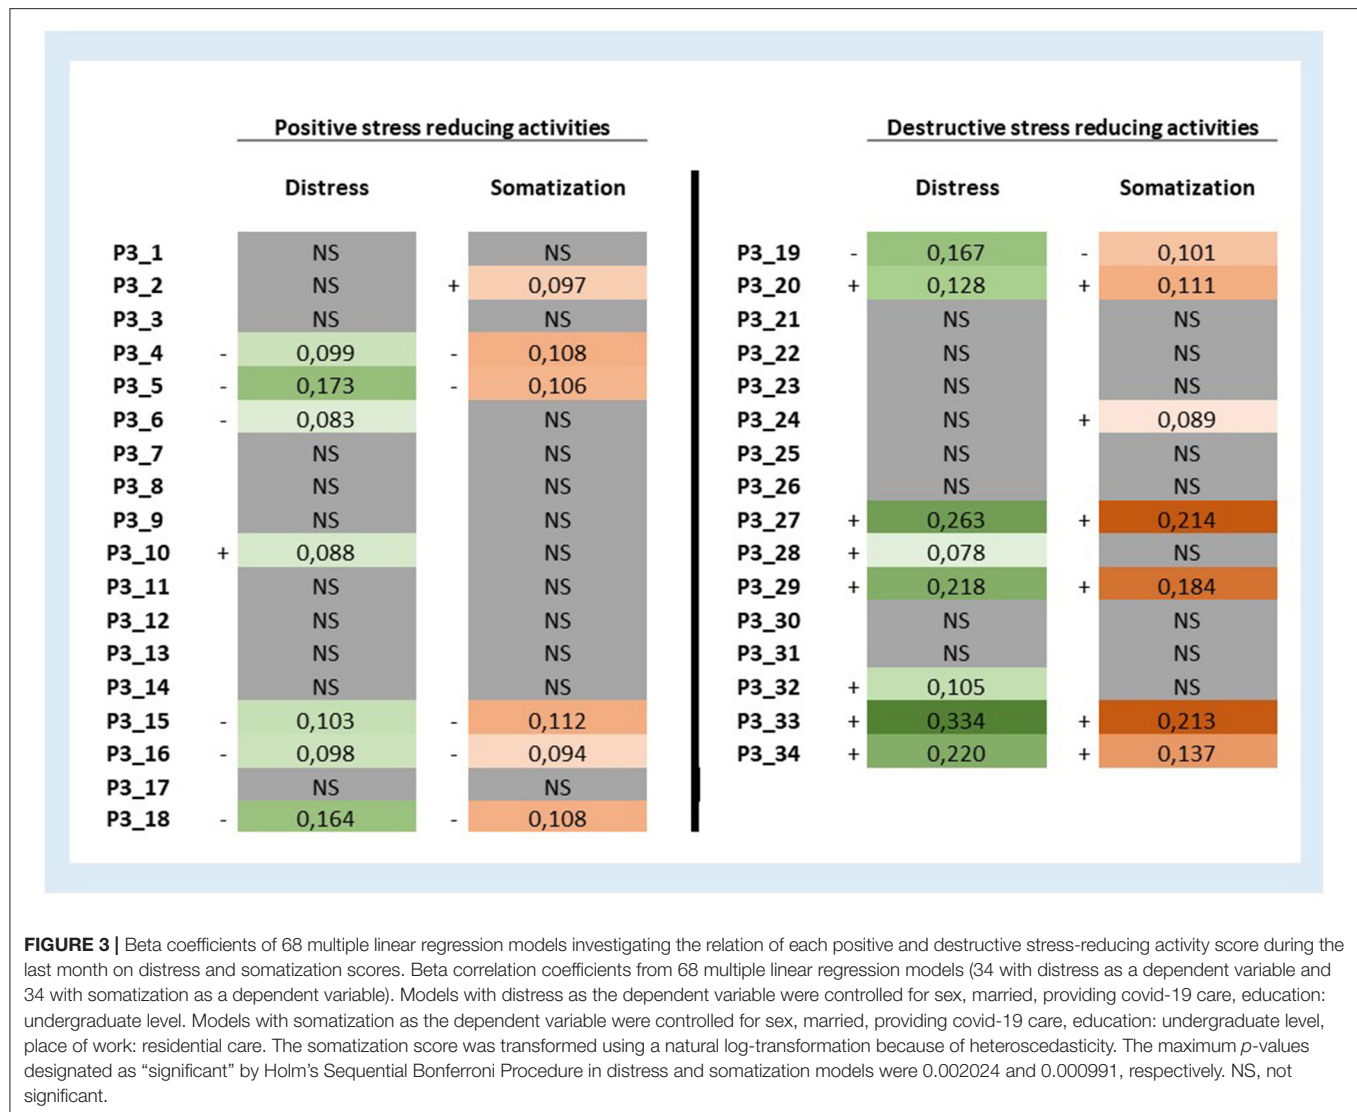 Positive stress reducing activities
Distress Somatization
P3_1 NS NS
P3_2 NS + 0,097
P3_3 NS NS
P3_4 - 0,099 - 0,108
P3_5 - 0,173 - 0,106
P3_6 - 0,083 NS
P3_7 NS NS
P3_8 NS NS
P3_9 NS NS
P3_10 + 0,088 NS
P3_11 NS NS
P3_12 NS NS
P3_13 NS NS
P3_14 NS NS
P3_15 - 0,103 - 0,112
P3_16 - 0,098 - 0,094
P3_17 NS NS
P3_18 - 0,164 - 0,108
Destructive stress reducing activities
Distress Somatization
P3_19 - 0,167 - 0,101
P3_20 + 0,128 + 0,111
P3_21 NS NS
P3_22 NS NS
P3_23 NS NS
P3_24 NS + 0,089
P3_25 NS NS
P3_26 NS NS
P3_27 + 0,263 + 0,214
P3_28 + 0,078 NS
P3_29 + 0,218 + 0,184
P3_30 NS NS
P3_31 NS NS
P3_32 + 0,105 NS
P3_33 + 0,334 + 0,213
P3_34 + 0,220 + 0,137
FIGURE 3 | Beta coefficients of 68 multiple linear regression models investigating the relation of each positive and destructive stress-reducing activity score during the
last month on distress and somatization scores. Beta correlation coefficients from 68 multiple linear regression models (34 with distress as a dependent variable and
34 with somatization as a dependent variable). Models with distress as the dependent variable were controlled for sex, married, providing covid-19 care, education:
undergraduate level. Models with somatization as the dependent variable were controlled for sex, married, providing covid-19 care, education: undergraduate level,
place of work: residential care. The somatization score was transformed using a natural log-transformation because of heteroscedasticity. The maximum p-values
designated as “significant” by Holm’s Sequential Bonferroni Procedure in distress and somatization models were 0.002024 and 0.000991, respectively. NS, not
significant.